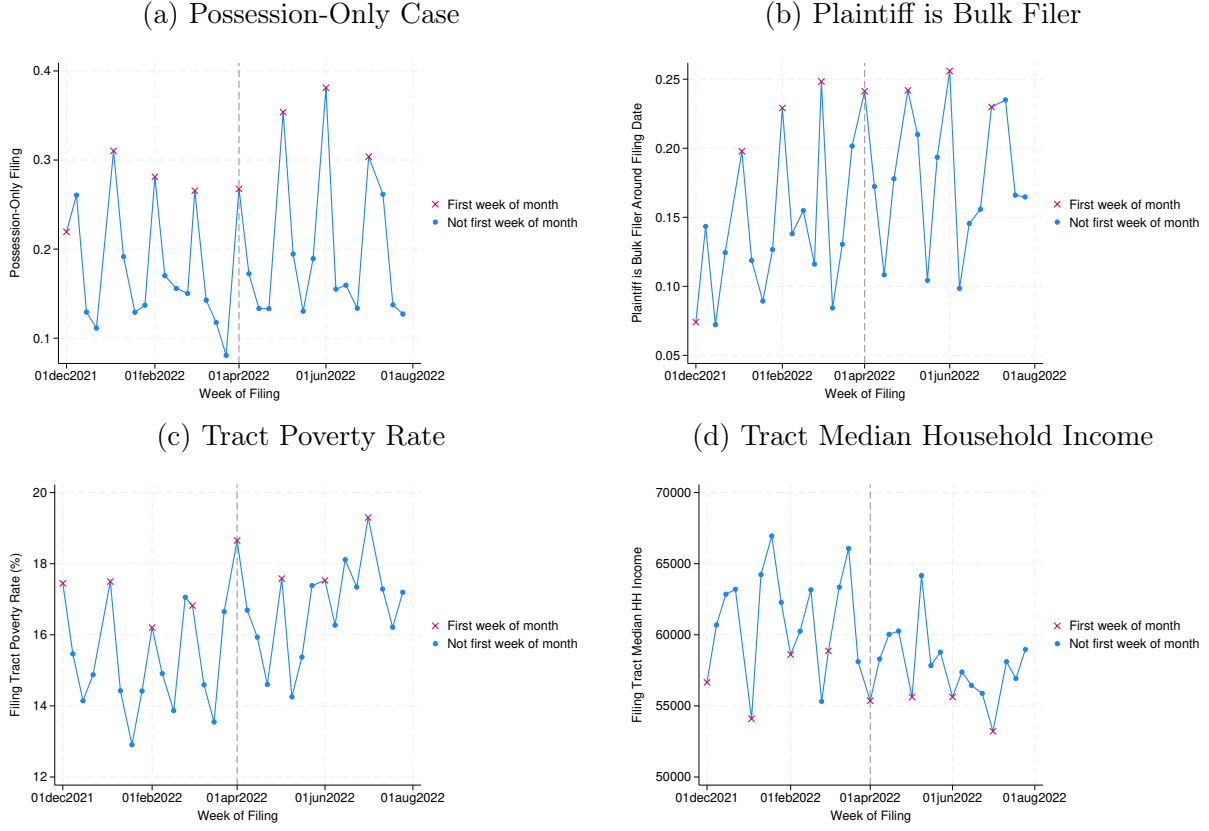 (a) Possession-Only Case
0.4
0.3
0.2
0.1
Possession-Only Filing
01dec2021 01feb2022 01apr2022 01jun2022 01aug2022
Week of Filing
First week of month
Not first week of month
(b) Plaintiff is Bulk Filer
0.25
0.20
0.15
0.10
0.05
Plaintiff is Bulk Filer Around Filing Date
01dec2021 01feb2022 01apr2022 01jun2022 01aug2022
Week of Filing
First week of month
Not first week of month
(c) Tract Poverty Rate
20
18
16
14
12
Filing Tract Poverty Rate (%)
01dec2021 01feb2022 01apr2022 01jun2022 01aug2022
Week of Filing
First week of month
Not first week of month
(d) Tract Median Household Income
70000
65000
60000
55000
50000
Filing Tract Median HH Income
01dec2021 01feb2022 01apr2022 01jun2022 01aug2022
Week of Filing
First week of month
Not first week of month